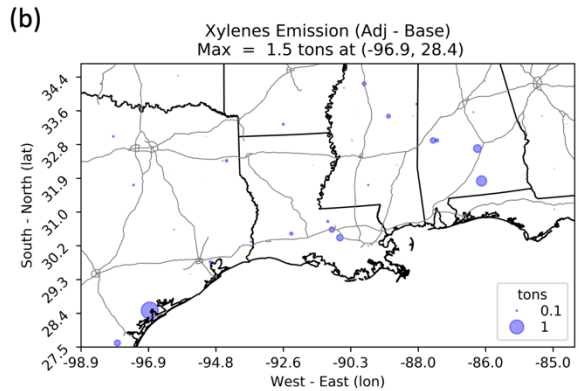 (b)
Xylenes Emission (Adj - Base)
Max = 1.5 tons at (-96.9, 28.4)
South - North (lat)
34.4
33.6
32.8
31.9
31.0
30.2
29.3
28.4
27.5
-98.9 -96.9 -94.8 -92.6 -90.3 -88.0 -86.0 -84.5
West - East (lon)
tons
0.1
1